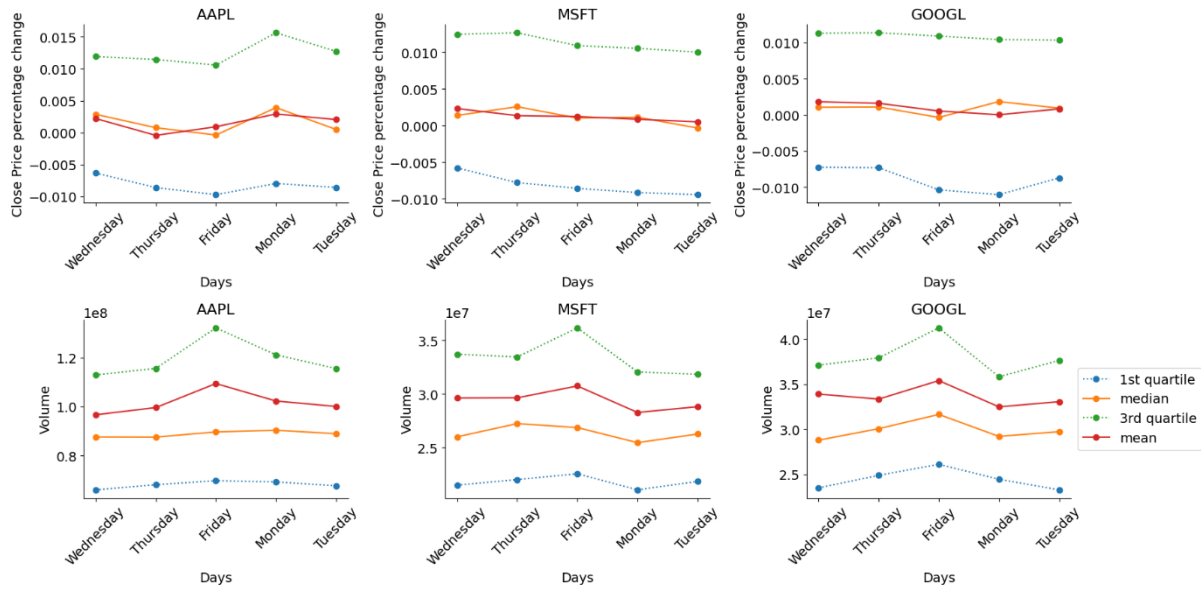 AAPL
Close Price percentage change
0.015
0.010
0.005
0.000
−0.005
−0.010
Wednesday
Thursday
Friday
Monday
Tuesday
Days
MSFT
Close Price percentage change
0.010
0.005
0.000
−0.005
−0.010
Wednesday
Thursday
Friday
Monday
Tuesday
Days
GOOGL
Close Price percentage change
0.010
0.005
0.000
−0.005
−0.010
Wednesday
Thursday
Friday
Monday
Tuesday
Days
AAPL
1e8
Volume
1.2
1.0
0.8
Wednesday
Thursday
Friday
Monday
Tuesday
Days
MSFT
1e7
Volume
3.5
3.0
2.5
Wednesday
Thursday
Friday
Monday
Tuesday
Days
GOOGL
1e7
Volume
4.0
3.5
3.0
2.5
Wednesday
Thursday
Friday
Monday
Tuesday
Days
1st quartile
median
3rd quartile
mean